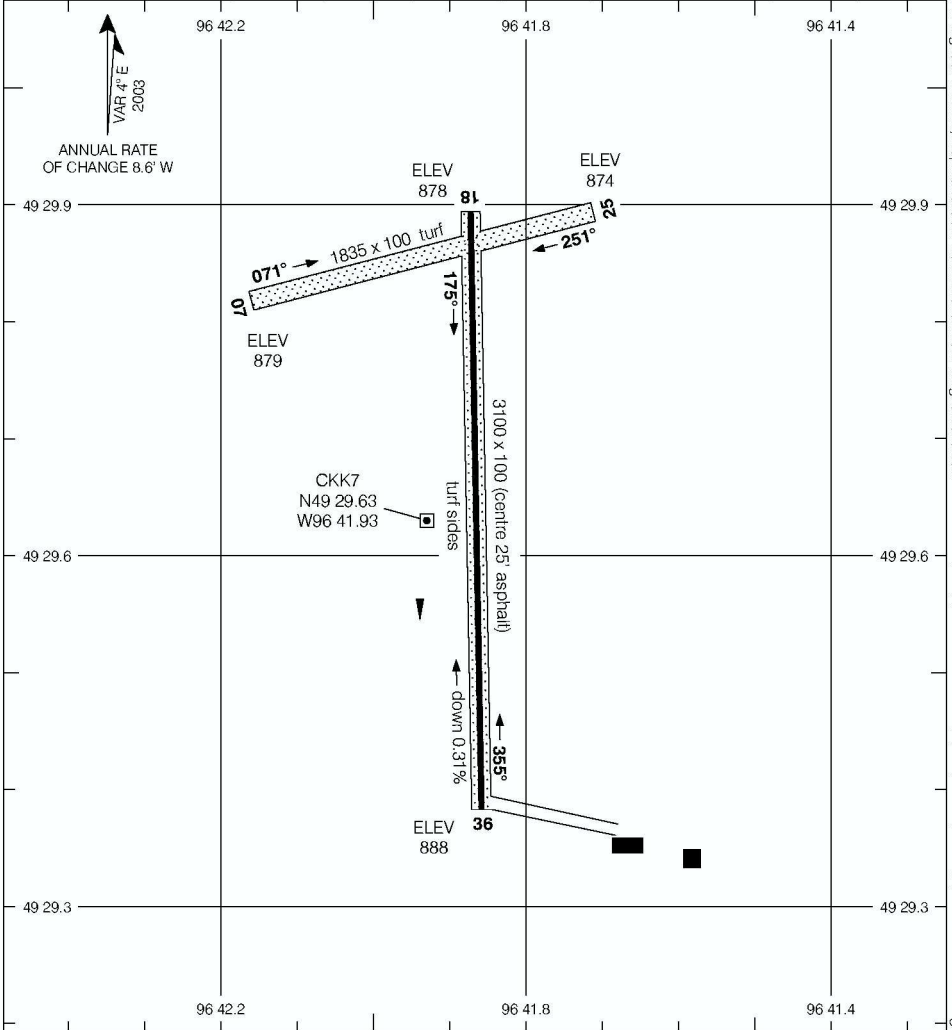 96 42.2
96 41.8
96 41.4
VAR 4° E
2003
ANNUAL RATE
OF CHANGE 8.6' W
ELEV
878
18
ELEV
874
25
49 29.9
49 29.9
1835 x 100 turf
071°
251°
07
175°
ELEV
879
3100 x 100 (centre 25' asphalt)
turf sides
CKK7
N49 29.63
W96 41.93
49 29.6
49 29.6
down 0.31%
355°
ELEV
888
36
49 29.3
49 29.3
96 42.2
96 41.8
96 41.4